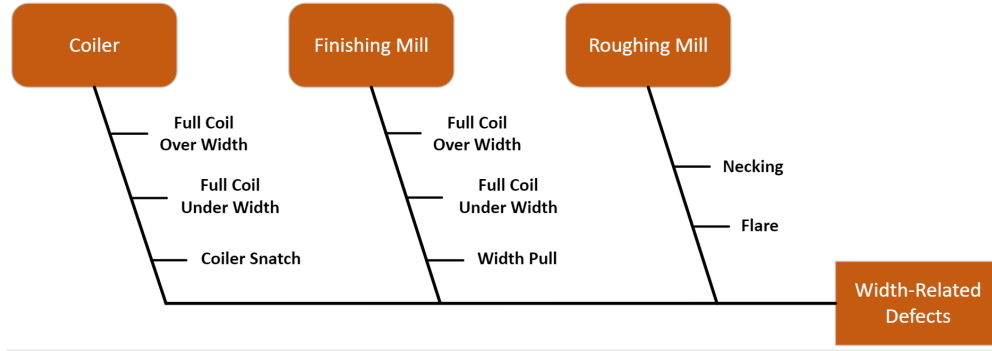 Coiler
Finishing Mill
Roughing Mill
Full Coil
Over Width
Full Coil
Under Width
Coiler Snatch
Full Coil
Over Width
Full Coil
Under Width
Width Pull
Necking
Flare
Width-Related
Defects